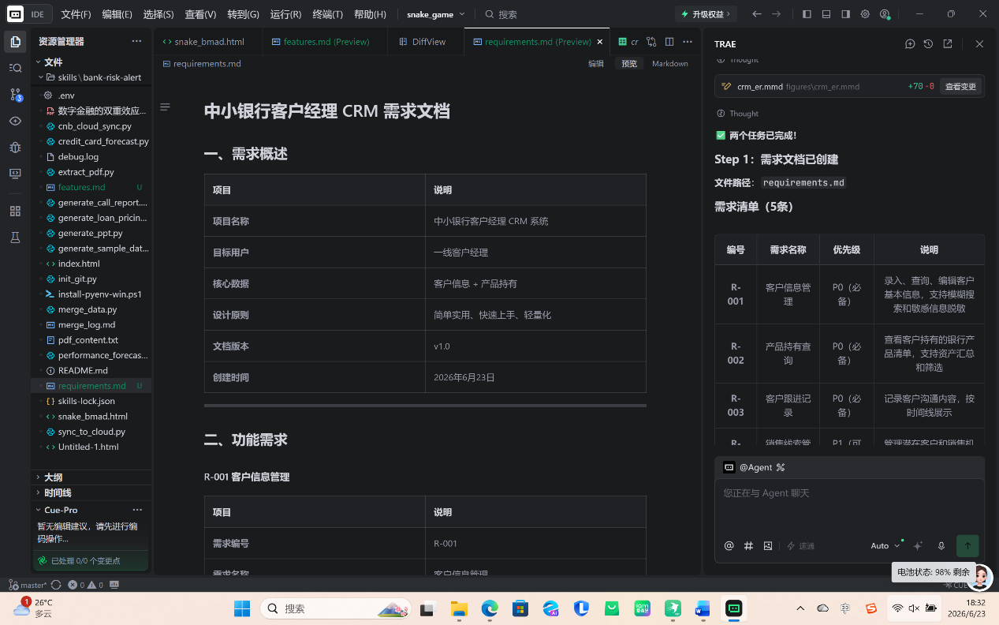 IDE 文件(F) 编辑(E) 选择(S) 查看(V) 转到(G) 运行(R) 终端(T) 帮助(H) snake_game 搜索 升级权益
资源管理器
文件
skills \ bank-risk-alert
.env
数字金融的双重效应...
cnb_cloud_sync.py
credit_card_forecast.py
debug.log
extract_pdf.py
features.md U
generate_call_report....
generate_loan_pricin...
generate_ppt.py
generate_sample_dat...
index.html
init_git.py
install-pyenv-win.ps1
merge_data.py
merge_log.md
pdf_content.txt
performance_forecas...
README.md
requirements.md U
skills-lock.json
snake_bmad.html
sync_to_cloud.py
Untitled-1.html
大纲
时间线
Cue-Pro
暂无编辑建议，请先进行编
码操作...
已处理 0/0 个变更点
snake_bmad.html features.md (Preview) DiffView requirements.md (Preview) cr
requirements.md 编辑 预览 Markdown
中小银行客户经理 CRM 需求文档
一、需求概述
项目 说明
项目名称 中小银行客户经理 CRM 系统
目标用户 一线客户经理
核心数据 客户信息 + 产品持有
设计原则 简单实用、快速上手、轻量化
文档版本 v1.0
创建时间 2026年6月23日
二、功能需求
R-001 客户信息管理
项目 说明
需求编号 R-001
需求名称 客户信息管理
TRAE
Thought
crm_er.mmd figures\crm_er.mmd +70 -0 查看变更
Thought
✅ 两个任务已完成！
Step 1：需求文档已创建
文件路径： requirements.md
需求清单（5条）
编号 需求名称 优先级 说明
R-001 客户信息管理 P0（必备） 录入、查询、编辑客户基本信息，支持模糊搜索和敏感信息脱敏
R-002 产品持有查询 P0（必备） 查看客户持有的银行产品清单，支持资产汇总和筛选
R-003 客户跟进记录 P0（必备） 记录客户沟通内容，按时间线展示
R- 销售线索管 P1（可 管理潜在客户和销售机
@Agent
您正在与 Agent 聊天
Auto
速通
电池状态: 98% 剩余
master* 0 0
CUE
3
1
26°C
多云
搜索
中
18:32
2026/6/23